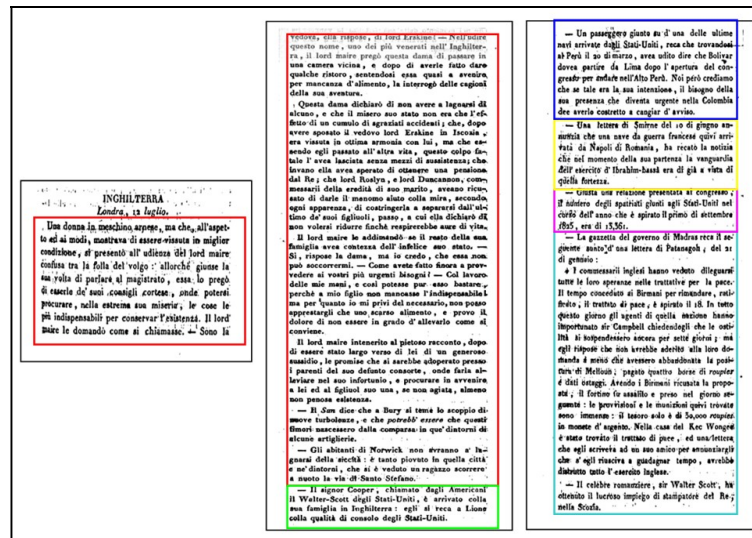 INGHILTERRA
Londra, 12 luglio.
Una donna in meschino arnese, ma che, all'aspet-
to ed ai modi, mostrava di essere vissuta in miglior
condizione, si presentò all'udienza del lord maire
confusa tra la folla del volgo: allorchè giunse la
sua volta di parlare al magistrato, essa lo pregò
di esserle de' suoi consigli cortese, onde potersi
procurare, nella estrema sua miseria, le cose le
più indispensabili per conservar l'esistenza. Il lord
maire le domandò come si chiamasse. — Sono la
vedova, ella rispose, di lord Erskine! — Nell'udire
questo nome, uno dei più venerati nell'Inghilter-
ra, il lord maire pregò questa dama di passare in
una camera vicina, e dopo di averle fatto dare
qualche ristoro, sentendosi essa quasi a svenire
per mancanza d'alimento, la interrogò delle cagioni
della sua sventura.
Questa dama dichiarò di non avere a lagnarsi di
alcuno, e che il misero suo stato non era che l'ef-
fetto di un cumulo di sgraziati accidenti; che, dopo
avere sposato il vedovo lord Erskine in Iscozia,
era vissuta in ottima armonia con lui, ma che es-
sendo egli passato all'altra vita, questo colpo fa-
tale l'avea lasciata senza mezzi di sussistenza; che
invano ella avea sperato di ottenere una pensione
dal Re; che lord Roslyn, e lord Duncannon, com-
messarii della eredità di suo marito, aveano ricu-
sato di darle il menomo aiuto colla mira, secondo
ogni apparenza, di costringerla a separarsi dall'ul-
timo de' suoi figliuoli, passo, a cui ella dichiarò di
non volersi ridurre finchè respirerebbe aure di vita.
Il lord maire le addimandò se il resto della sua
famiglia avea contezza dell'infelice suo stato. —
Sì, rispose la dama, ma io credo, che essa non
può soccorrermi. — Come avete fatto finora a prov-
vedere ai vostri più urgenti bisogni? — Col lavoro
delle mie mani, e così potesse pur esso bastare
perchè a mio figlio non mancasse l'indispensabile!
ma per quanto io mi privi del necessario, non posso
apprestargli che uno scarso alimento, e provo il
dolore di non essere in grado d'allevarlo come si
conviene.
Il lord maire intenerito al pietoso racconto, dopo
di essere stato largo verso di lei di un generoso
sussidio, le promise che si sarebbe adoperato presso
i parenti del suo defunto consorte, onde farla al-
leviare nel suo infortunio, e procurare in avvenire
a lei ed al figliuol suo una, se non agiata, almeno
non penosa esistenza.
— Il Sun dice che a Bury si teme lo scoppio di
nuove turbolenze, e che potrebb' essere che questi
timori nascessero dalla comparsa in que' dintorni di
alcune artiglierie.
— Gli abitanti di Norwick non avranno a la-
gnarsi della siccità: è tanto piovuto in quella città
e ne' dintorni, che si è veduto un ragazzo scorrere
a nuoto la via di Santo Stefano.
— Il signor Cooper, chiamato dagli Americani
il Walter-Scott degli Stati-Uniti, è arrivato colla
sua famiglia in Inghilterra: egli si reca a Lione
colla qualità di consolo degli Stati-Uniti.
— Un passeggero giunto su d'una delle ultime
navi arrivate dagli Stati-Uniti, reca che trovandosi
al Perù il 20 di marzo, avea udito dire che Bolivar
dovea partire da Lima dopo l'apertura del con-
gresso per andare nell'Alto Perù. Noi però crediamo
che se tale era la sua intenzione, il bisogno della
sua presenza che diventa urgente nella Colombia
dee averlo costretto a cangiar d'avviso.
— Una lettera di Smirne del 10 di giugno an-
nunzia che una nave da guerra francese quivi arri-
vata da Napoli di Romania, ha recato la notizia
che nel momento della sua partenza la vanguardia
dell'esercito d'Ibrahim-bassà era di già a vista di
quella fortezza.
— Giusta una relazione presentata al congresso,
il numero degli spatriati giunti agli Stati-Uniti nel
corso dell'anno che è spirato il primo di settembre
1825, era di 13,361.
— La gazzetta del governo di Madras reca il se-
guente sunto d'una lettera di Patanagoh, del 21
di gennaio:
« I commessari inglesi hanno veduto dileguarsi
tutte le loro speranze nelle trattative per la pace.
Il tempo conceduto ai Birmani per rimandare, rati-
ficato, il trattato di pace, è spirato il 18. In tutto
questo giorno gli agenti di quella nazione hanno
importunato sir Campbell chiedendogli che le osti-
lità si sospendessero ancora per sette giorni; ma
egli rispose che non avrebbe aderito alla loro do-
manda a meno che avessero abbandonata la posi-
tura di Melloun; pagato quattro borse di roupies
e dati ostaggi. Avendo i Birmani ricusata la propo-
sta, il fortino fu assalito e preso nel giorno se-
guente: le provvisioni e le munizioni quivi trovate
sono immense: il tesoro solo è di 50,000 roupies
in monete d'argento. Nella casa del Kee Wongee
è stato trovato il trattato di pace, ed una lettera,
che egli scriveva ad un suo amico per annunziargli
che s'egli riusciva a guadagnar tempo, avrebbe
distrutto tutto l'esercito inglese.
— Il celebre romanziere, sir Walter Scott, ha
ottenuto il lucroso impiego di stampatore del Re
nella Scozia.